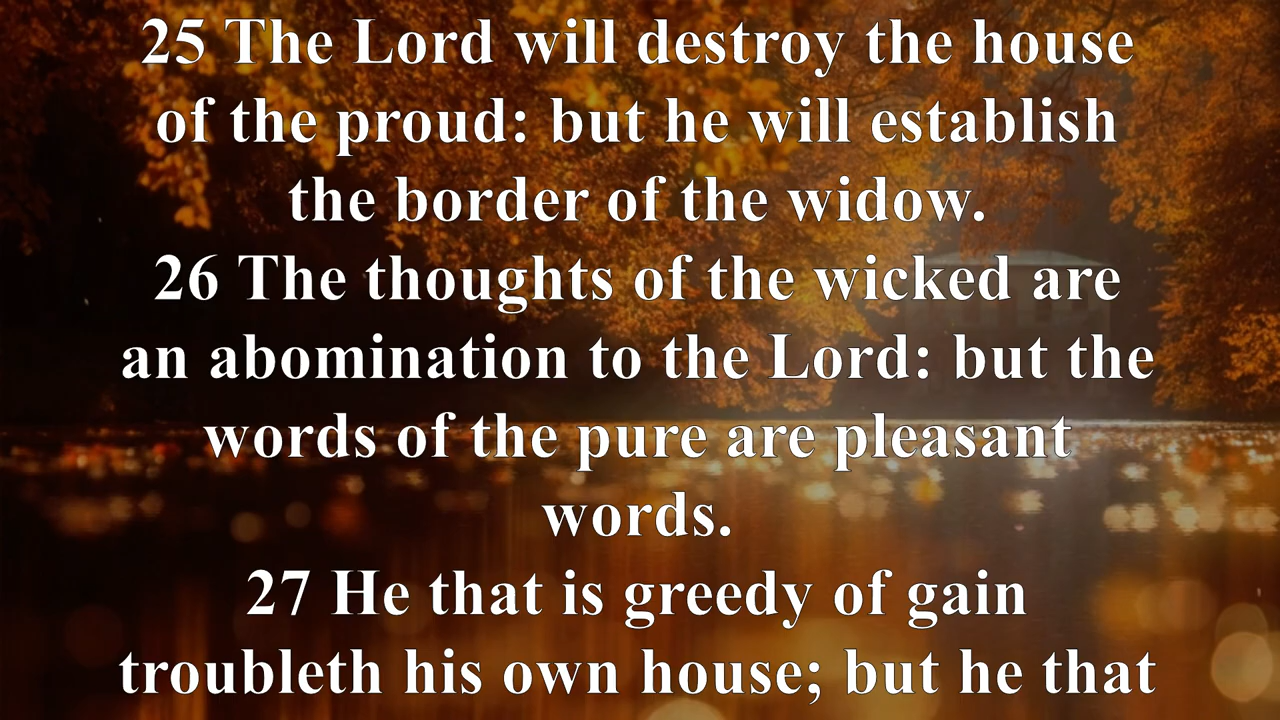 25 The Lord will destroy the house
of the proud: but he will establish
the border of the widow.
26 The thoughts of the wicked are
an abomination to the Lord: but the
words of the pure are pleasant
words.
27 He that is greedy of gain
troubleth his own house; but he that